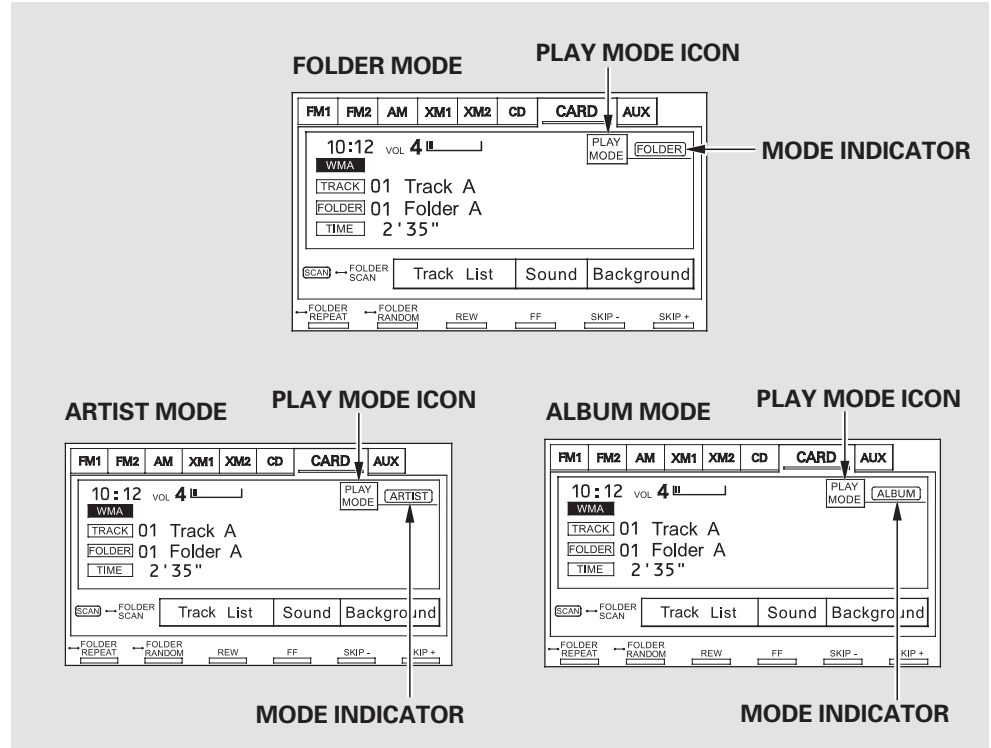 PLAY MODE ICON
FOLDER MODE
FM1 FM2 AM XM1 XM2 CD CARD AUX
10:12 VOL 4 PLAY MODE FOLDER
MODE INDICATOR
WMA
TRACK 01 Track A
FOLDER 01 Folder A
TIME 2'35"
SCAN FOLDER SCAN Track List Sound Background
FOLDER REPEAT FOLDER RANDOM REW FF SKIP - SKIP +
ARTIST MODE
PLAY MODE ICON
FM1 FM2 AM XM1 XM2 CD CARD AUX
10:12 VOL 4 PLAY MODE ARTIST
WMA
TRACK 01 Track A
FOLDER 01 Folder A
TIME 2'35"
SCAN FOLDER SCAN Track List Sound Background
FOLDER REPEAT FOLDER RANDOM REW FF SKIP - KIP +
MODE INDICATOR
ALBUM MODE
PLAY MODE ICON
FM1 FM2 AM XM1 XM2 CD CARD AUX
10:12 VOL 4 PLAY MODE ALBUM
WMA
TRACK 01 Track A
FOLDER 01 Folder A
TIME 2'35"
SCAN FOLDER SCAN Track List Sound Background
FOLDER REPEAT FOLDER RANDOM REW FF SKIP - KIP +
MODE INDICATOR